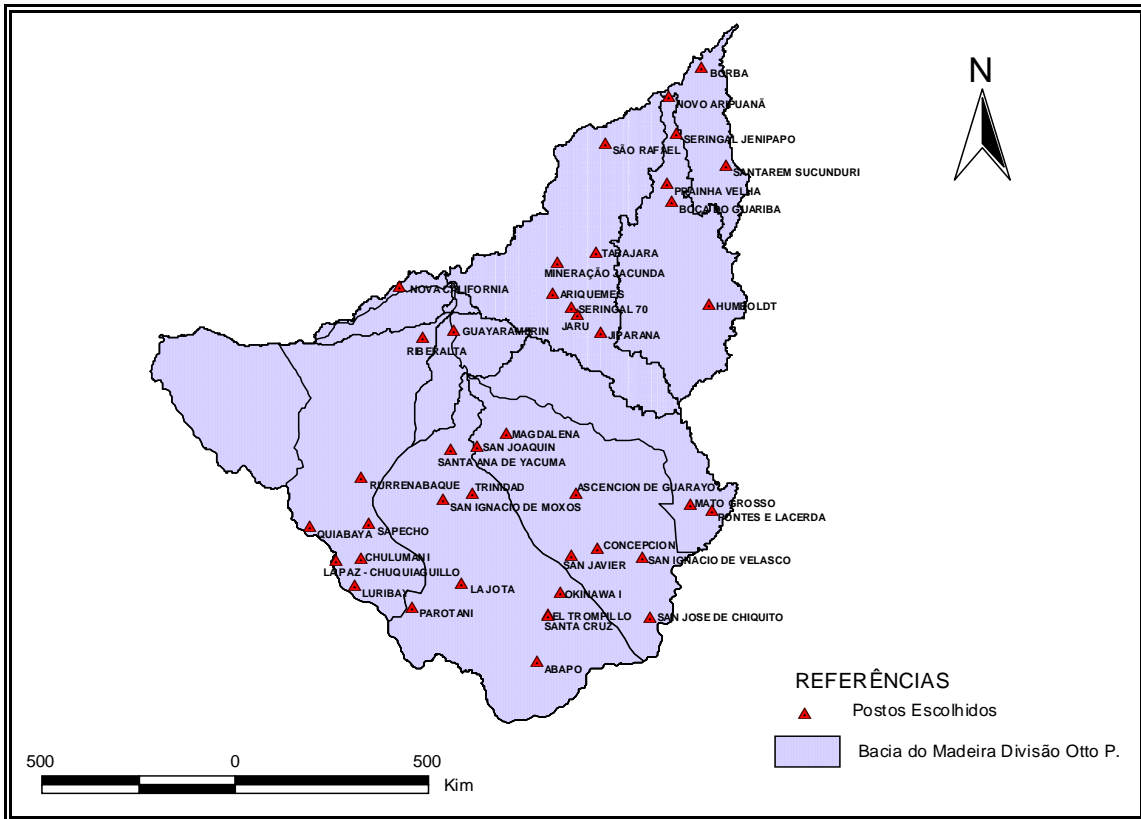 N
BORBA
NOVO ARIPUANÃ
SERINGAL JENIPAPO
SÃO RAFAEL
SANTAREM SUCUNDURI
PRAINHA VELHA
BOCA DO GUARIBA
TABAJARA
MINERAÇÃO JACUNDA
NOVA CALIFORNIA
ARIQUEMES
HUMBOLDT
SERINGAL 70
JARU
GUAYARAMERIN
JIPARANA
RIBERALTA
MAGDALENA
SAN JOAQUIN
SANTA ANA DE YACUMA
RURRENABAQUE
TRINIDAD
ASCENCION DE GUARAYO
SAN IGNACIO DE MOXOS
MATO GROSSO
PONTES E LACERDA
QUIABAYA
SAPECHO
CONCEPCION
CHULUMANI
SAN JAVIER
SAN IGNACIO DE VELASCO
LA PAZ - CHUQUIAGUILLO
LURIBAY
LA JOTA
OKINAWA I
PAROTANI
EL TROMPILLO
SANTA CRUZ
SAN JOSE DE CHIQUITO
ABAPO
REFERÊNCIAS
Postos Escolhidos
Bacia do Madeira Divisão Otto P.
500 0 500
Kim